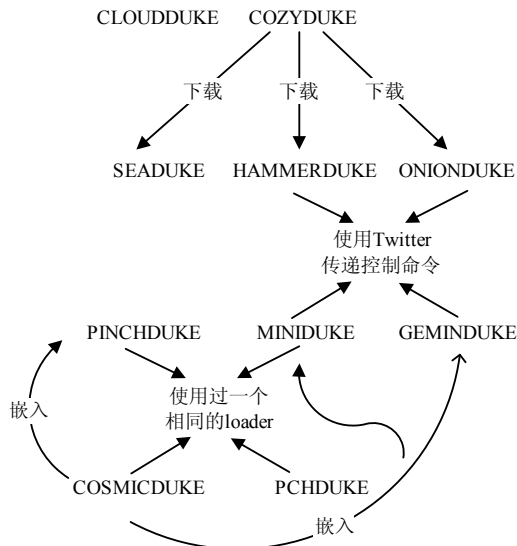 CLOUDDUKE COZYDUKE
下载 下载 下载
SEADUKE HAMMERDUKE ONIONDUKE
使用Twitter
传递控制命令
PINCHDUKE MINIDUKE GEMINDUKE
使用过一个
相同的loader
嵌入
COSMICDUKE PCHDUKE
嵌入